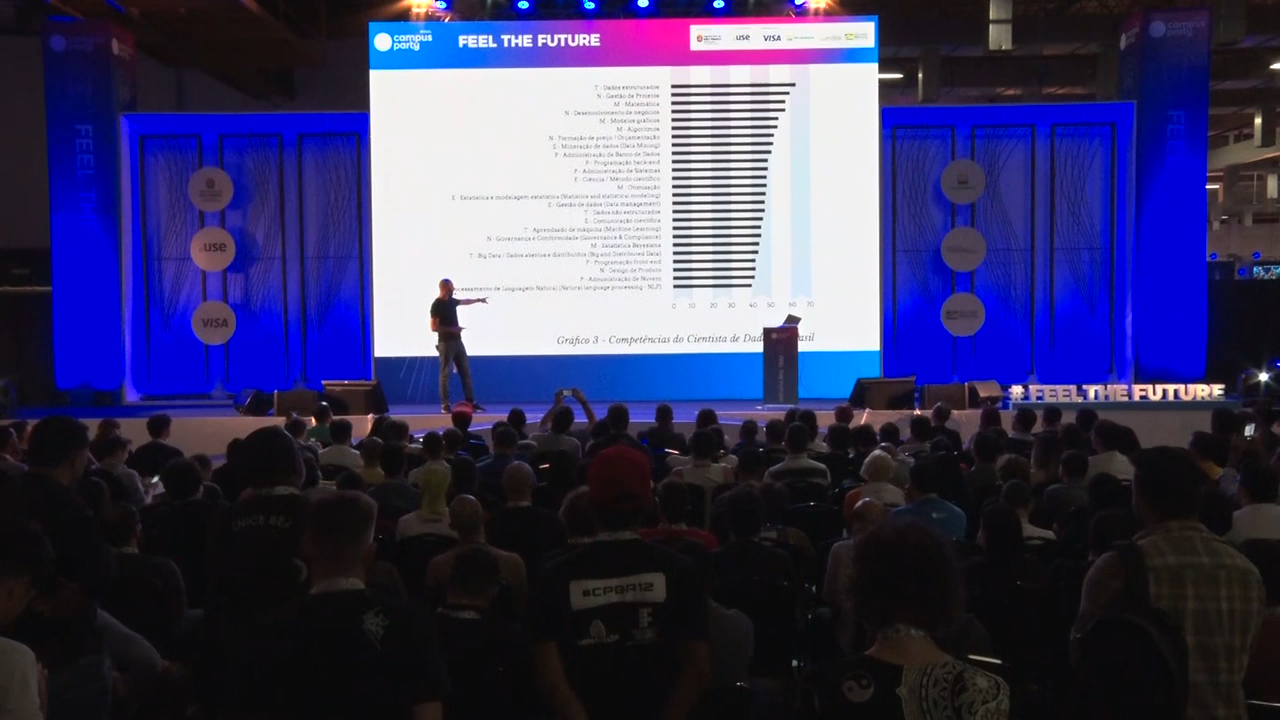 campus
party
FEEL THE FUTURE
.use
VISA
campus
party
T - Dados estruturados
N - Gestão de Projetos
M - Matemática
N - Desenvolvimento de negócios
M - Modelos gráficos
M - Algoritmos
N - Formação de preço / Orçamentação
E - Mineração de dados (Data Mining)
P - Administração de Banco de Dados
P - Programação back-end
P - Administração de Sistemas
E - Ciência / Método científico
M - Otimização
E - Estatística e modelagem estatística (Statistics and statistical modeling)
E - Gestão de dados (Data management)
T - Dados não estruturados
E - Comunicação científica
T - Aprendizado de máquina (Machine Learning)
N - Governança e Conformidade (Governance & Compliance)
M - Estatística Bayesiana
T - Big Data / Dados abertos e distribuídos (Big and Distributed Data)
P - Programação front-end
N - Design de Produto
P - Administração de Nuvem
ocessamento de linguagem Natural (Natural language processing - NLP)
0 10 20 30 40 50 60 70
Gráfico 3 - Competências do Cientista de Dad asil
FEEL
.use
VISA
FEEL
#FEEL THE FUTURE
#CPBR12